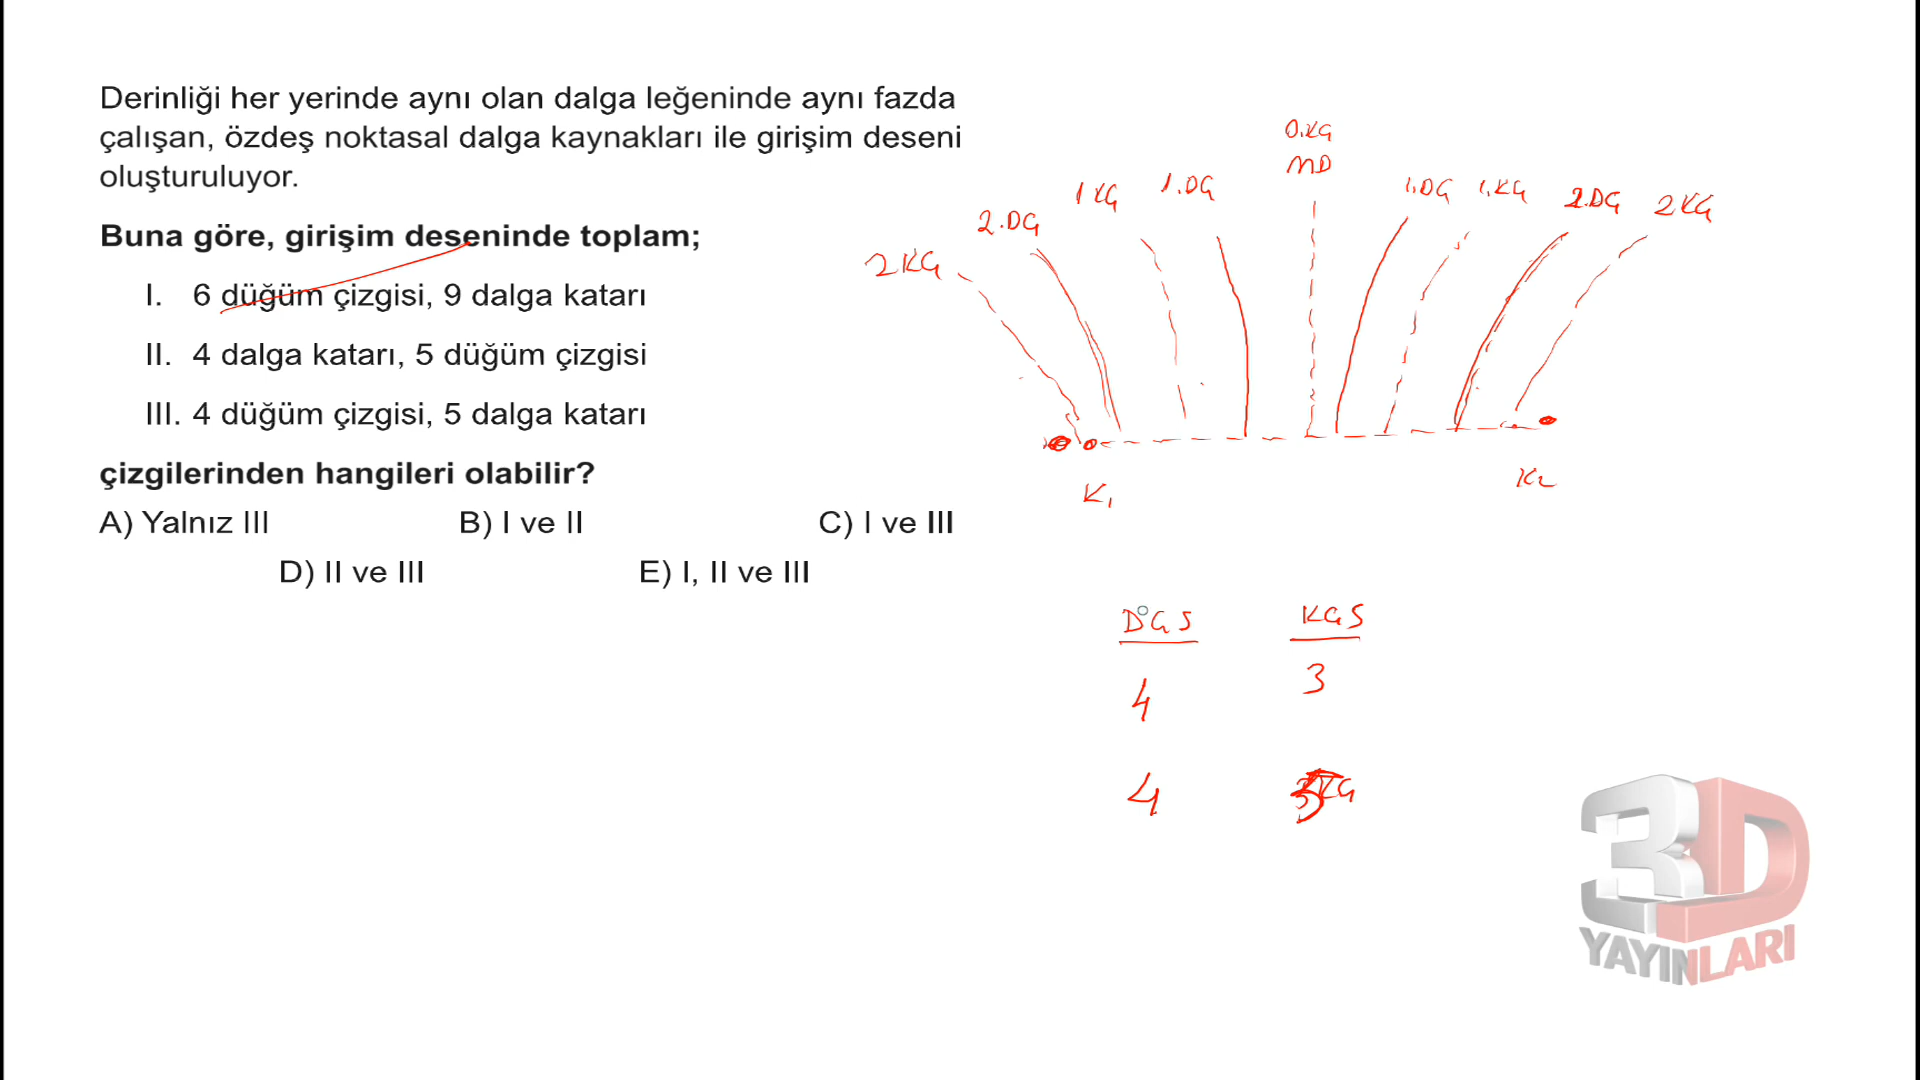 Derinliği her yerinde aynı olan dalga leğeninde aynı fazda
çalışan, özdeş noktasal dalga kaynakları ile girişim deseni
oluşturuluyor.
Buna göre, girişim deseninde toplam;
I. 6 düğüm çizgisi, 9 dalga katarı
II. 4 dalga katarı, 5 düğüm çizgisi
III. 4 düğüm çizgisi, 5 dalga katarı
çizgilerinden hangileri olabilir?
A) Yalnız III B) I ve II C) I ve III
D) II ve III E) I, II ve III
0.KG
MD
2KG 2.DG 1KG 1.DG 1.DG 1.KG 2.DG 2KG
K1 K2
DGS KGS
4 3
4
3D
YAYINLARI